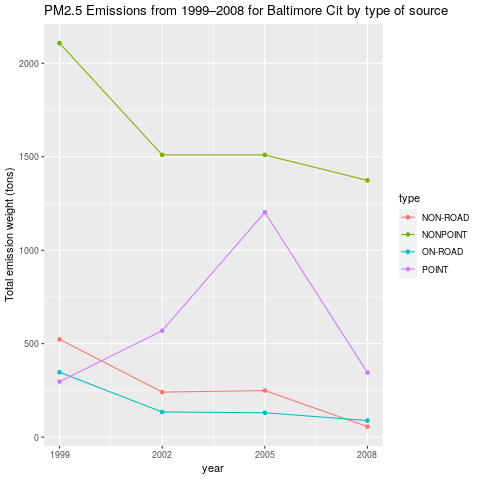 PM2.5 Emissions from 1999–2008 for Baltimore Cit by type of source
Total emission weight (tons)
2000
1500
1000
500
0
1999
2002
2005
2008
year
type
NON-ROAD
NONPOINT
ON-ROAD
POINT